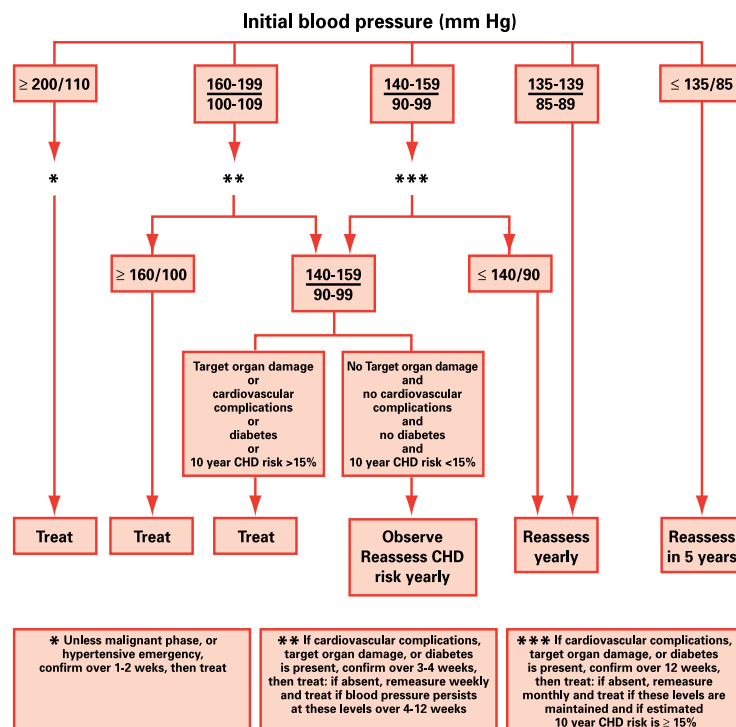 Initial blood pressure (mm Hg)
≥ 200/110
160-199
100-109
140-159
90-99
135-139
85-89
≤ 135/85
*
**
***
≥ 160/100
140-159
90-99
≤ 140/90
Target organ damage
or
cardiovascular
complications
or
diabetes
or
10 year CHD risk >15%
No Target organ damage
and
no cardiovascular
complications
and
no diabetes
and
10 year CHD risk <15%
Treat
Treat
Treat
Observe
Reassess CHD
risk yearly
Reassess
yearly
Reassess
in 5 years
* Unless malignant phase, or
hypertensive emergency,
confirm over 1-2 weks, then treat
** If cardiovascular complications,
target organ damage, or diabetes
is present, confirm over 3-4 weeks,
then treat: if absent, remeasure weekly
and treat if blood pressure persists
at these levels over 4-12 weeks
*** If cardiovascular complications,
target organ damage, or diabetes
is present, confirm over 12 weeks,
then treat: if absent, remeasure
monthly and treat if these levels are
maintained and if estimated
10 year CHD risk is ≥ 15%